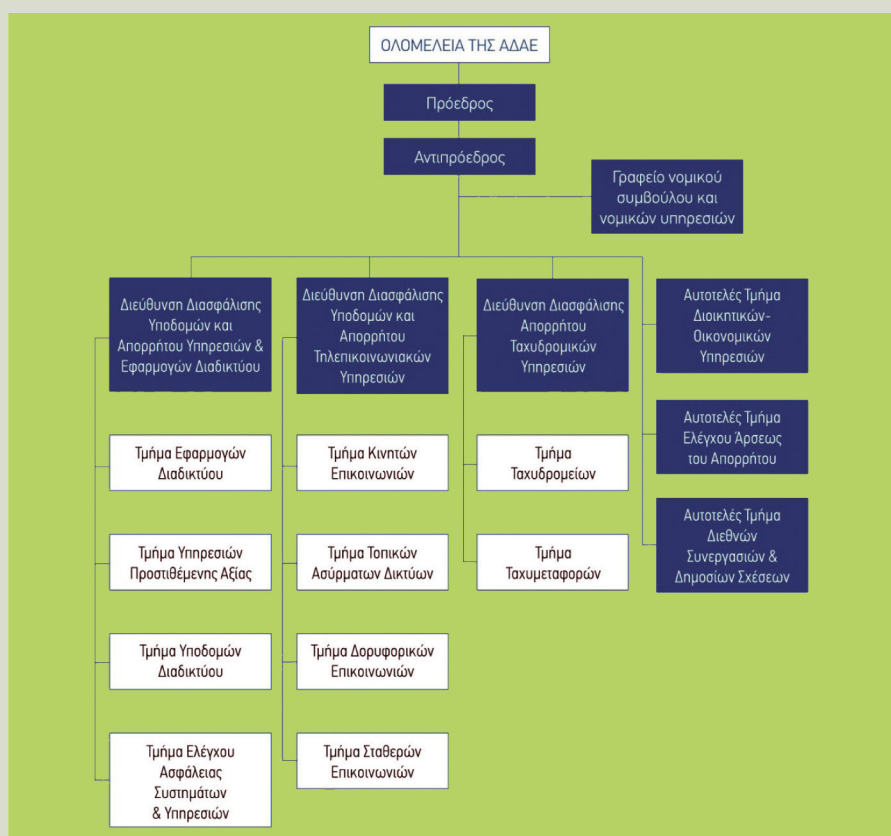 ΟΛΟΜΕΛΕΙΑ ΤΗΣ ΑΔΑΕ
Πρόεδρος
Αντιπρόεδρος
Γραφείο νομικού
συμβούλου και
νομικών υπηρεσιών
Διεύθυνση Διασφάλισης
Υποδομών και
Απορρήτου Υπηρεσιών &
Εφαρμογών Διαδικτύου
Τμήμα Εφαρμογών
Διαδικτύου
Τμήμα Υπηρεσιών
Προστιθέμενης Αξίας
Τμήμα Υποδομών
Διαδικτύου
Τμήμα Ελέγχου
Ασφάλειας
Συστημάτων
& Υπηρεσιών
Διεύθυνση Διασφάλισης
Υποδομών και
Απορρήτου
Τηλεπικοινωνιακών
Υπηρεσιών
Τμήμα Κινητών
Επικοινωνιών
Τμήμα Τοπικών
Ασύρματων Δικτύων
Τμήμα Δορυφορικών
Επικοινωνιών
Τμήμα Σταθερών
Επικοινωνιών
Διεύθυνση Διασφάλισης
Απορρήτου
Ταχυδρομικών
Υπηρεσιών
Τμήμα
Ταχυδρομείων
Τμήμα
Ταχυμεταφορών
Αυτοτελές Τμήμα
Διοικητικών-
Οικονομικών
Υπηρεσιών
Αυτοτελές Τμήμα
Ελέγχου Άρσεως
του Απορρήτου
Αυτοτελές Τμήμα
Διεθνών
Συνεργασιών &
Δημοσίων Σχέσεων